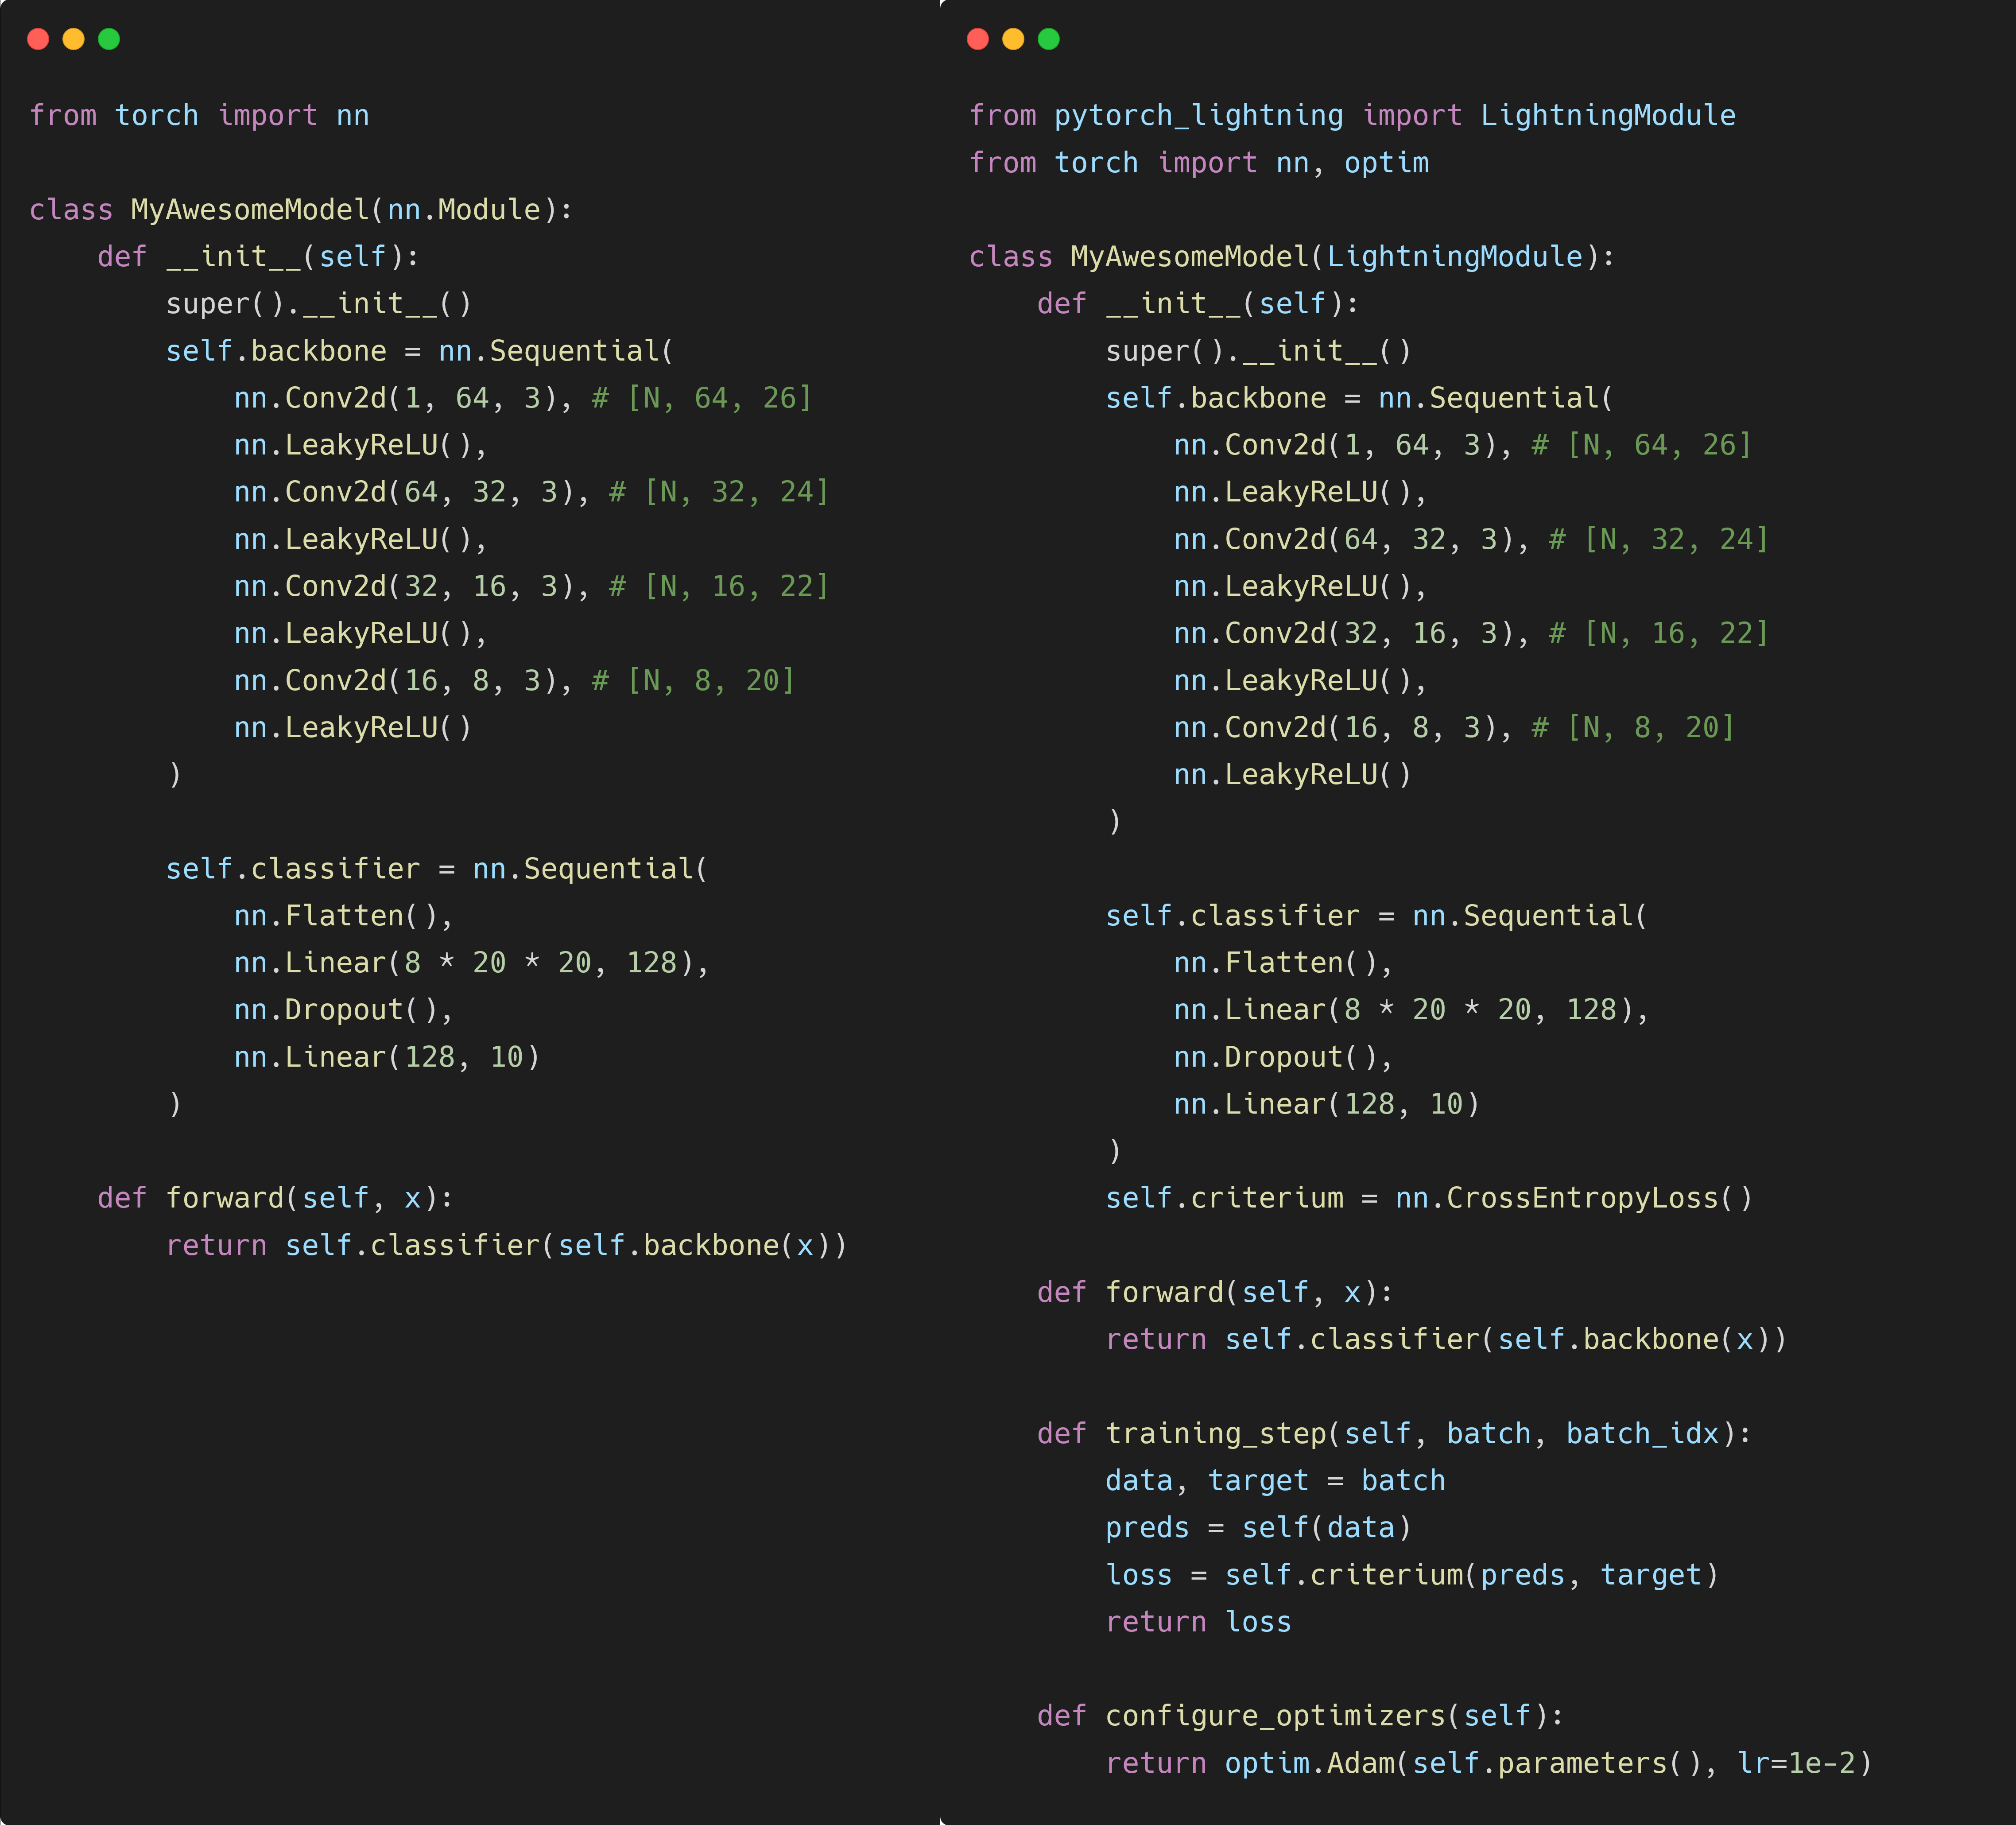 from torch import nn

class MyAwesomeModel(nn.Module):
    def __init__(self):
        super().__init__()
        self.backbone = nn.Sequential(
            nn.Conv2d(1, 64, 3), # [N, 64, 26]
            nn.LeakyReLU(),
            nn.Conv2d(64, 32, 3), # [N, 32, 24]
            nn.LeakyReLU(),
            nn.Conv2d(32, 16, 3), # [N, 16, 22]
            nn.LeakyReLU(),
            nn.Conv2d(16, 8, 3), # [N, 8, 20]
            nn.LeakyReLU()
        )

        self.classifier = nn.Sequential(
            nn.Flatten(),
            nn.Linear(8 * 20 * 20, 128),
            nn.Dropout(),
            nn.Linear(128, 10)
        )

    def forward(self, x):
        return self.classifier(self.backbone(x))

from pytorch_lightning import LightningModule
from torch import nn, optim

class MyAwesomeModel(LightningModule):
    def __init__(self):
        super().__init__()
        self.backbone = nn.Sequential(
            nn.Conv2d(1, 64, 3), # [N, 64, 26]
            nn.LeakyReLU(),
            nn.Conv2d(64, 32, 3), # [N, 32, 24]
            nn.LeakyReLU(),
            nn.Conv2d(32, 16, 3), # [N, 16, 22]
            nn.LeakyReLU(),
            nn.Conv2d(16, 8, 3), # [N, 8, 20]
            nn.LeakyReLU()
        )

        self.classifier = nn.Sequential(
            nn.Flatten(),
            nn.Linear(8 * 20 * 20, 128),
            nn.Dropout(),
            nn.Linear(128, 10)
        )
        self.criterium = nn.CrossEntropyLoss()

    def forward(self, x):
        return self.classifier(self.backbone(x))

    def training_step(self, batch, batch_idx):
        data, target = batch
        preds = self(data)
        loss = self.criterium(preds, target)
        return loss

    def configure_optimizers(self):
        return optim.Adam(self.parameters(), lr=1e-2)